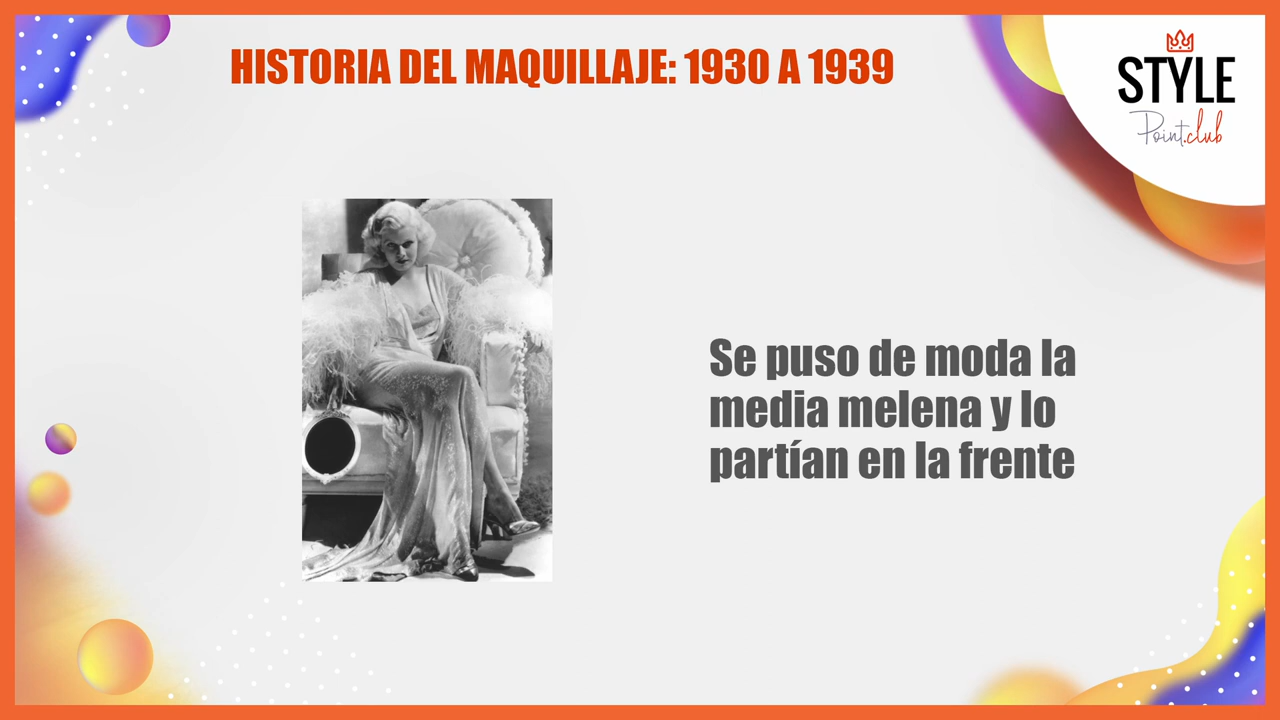 HISTORIA DEL MAQUILLAJE: 1930 A 1939
STYLE
Point.club
Se puso de moda la
media melena y lo
partían en la frente